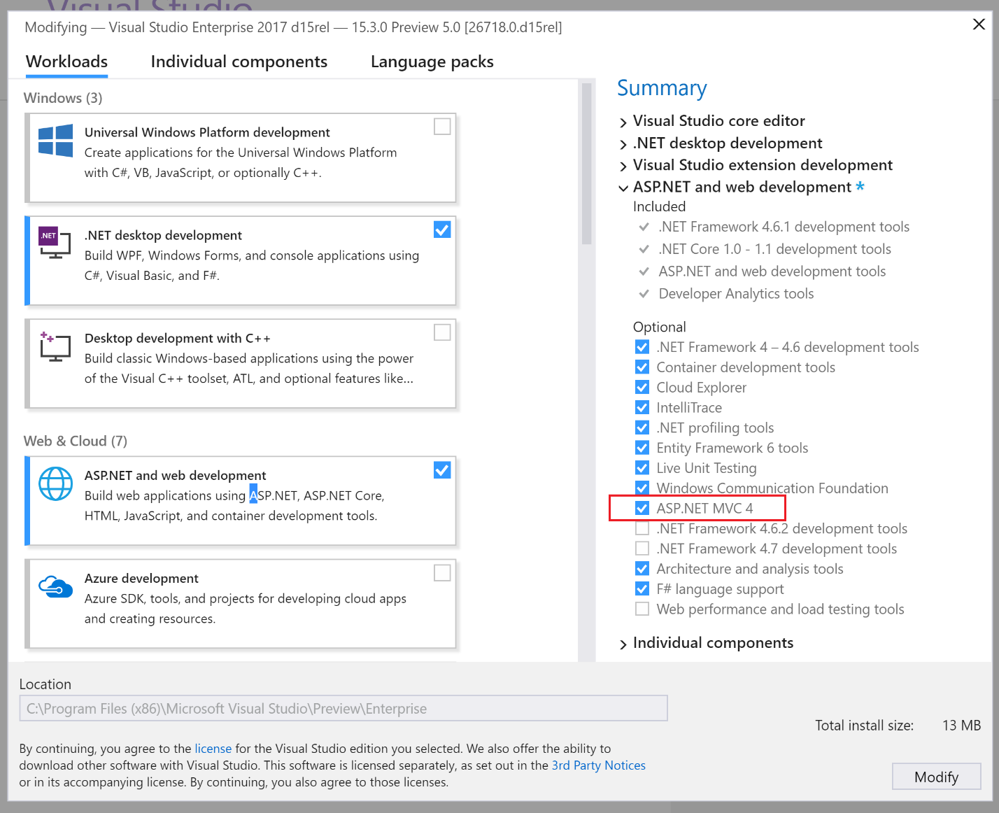 Visual Studio
Modifying — Visual Studio Enterprise 2017 d15rel — 15.3.0 Preview 5.0 [26718.0.d15rel]
Workloads
Individual components
Language packs
Windows (3)
Universal Windows Platform development
Create applications for the Universal Windows Platform
with C#, VB, JavaScript, or optionally C++.
.NET
.NET desktop development
Build WPF, Windows Forms, and console applications using
C#, Visual Basic, and F#.
Desktop development with C++
Build classic Windows-based applications using the power
of the Visual C++ toolset, ATL, and optional features like...
Web & Cloud (7)
ASP.NET and web development
Build web applications using ASP.NET, ASP.NET Core,
HTML, JavaScript, and container development tools.
Azure development
Azure SDK, tools, and projects for developing cloud apps
and creating resources.
Summary
Visual Studio core editor
.NET desktop development
Visual Studio extension development
ASP.NET and web development *
Included
.NET Framework 4.6.1 development tools
.NET Core 1.0 - 1.1 development tools
ASP.NET and web development tools
Developer Analytics tools
Optional
.NET Framework 4 – 4.6 development tools
Container development tools
Cloud Explorer
IntelliTrace
.NET profiling tools
Entity Framework 6 tools
Live Unit Testing
Windows Communication Foundation
ASP.NET MVC 4
.NET Framework 4.6.2 development tools
.NET Framework 4.7 development tools
Architecture and analysis tools
F# language support
Web performance and load testing tools
Individual components
Location
C:\Program Files (x86)\Microsoft Visual Studio\Preview\Enterprise
Total install size: 13 MB
By continuing, you agree to the license for the Visual Studio edition you selected. We also offer the ability to
download other software with Visual Studio. This software is licensed separately, as set out in the 3rd Party Notices
or in its accompanying license. By continuing, you also agree to those licenses.
Modify